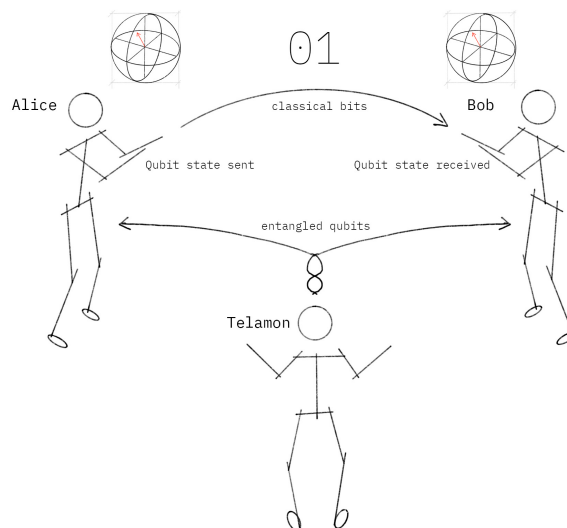 01
Alice
classical bits
Bob
Qubit state sent
Qubit state received
entangled qubits
Telamon